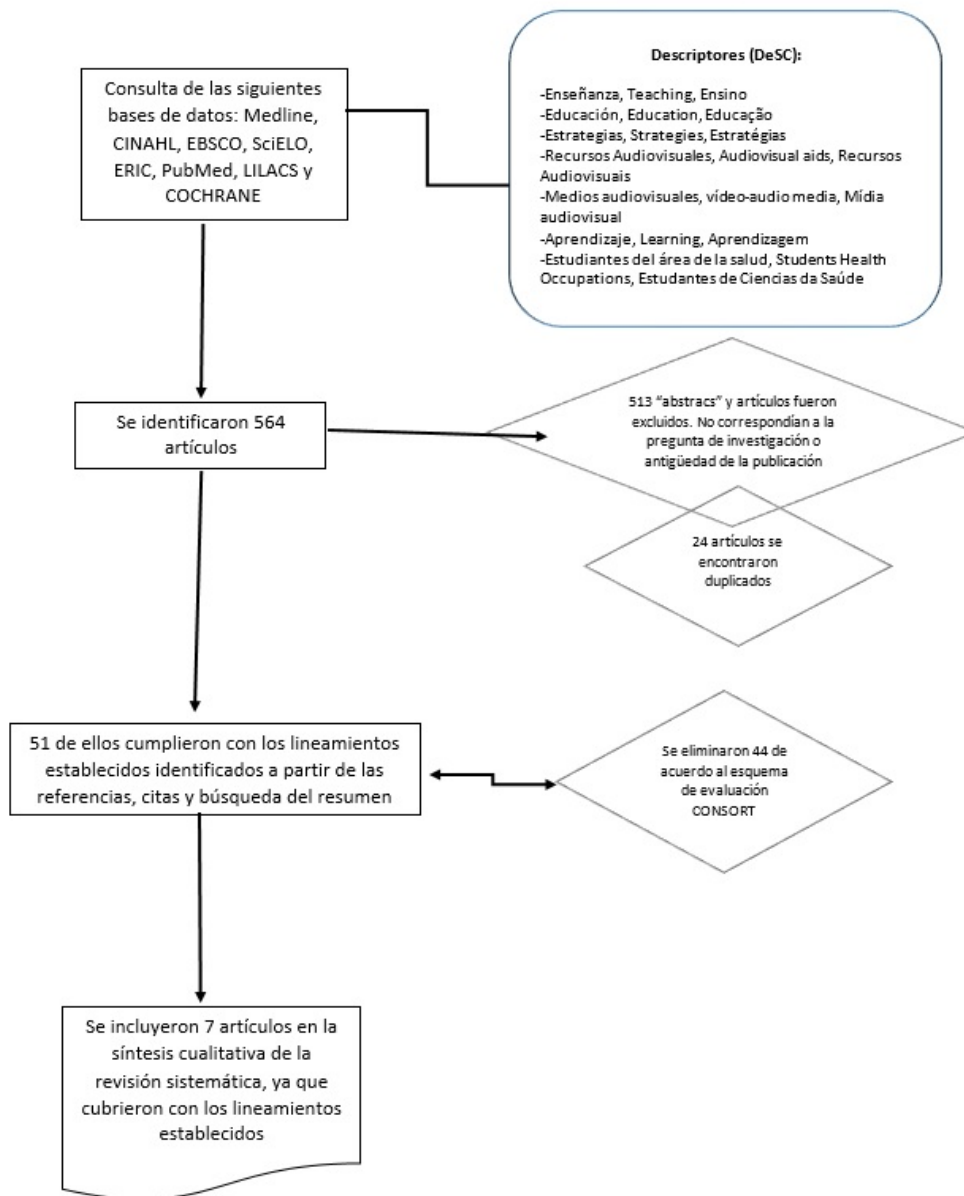 Consulta de las siguientes
bases de datos: Medline,
CINAHL, EBSCO, SciELO,
ERIC, PubMed, LILACS y
COCHRANE
Descriptores (DeSC):
-Enseñanza, Teaching, Ensino
-Educación, Education, Educação
-Estrategias, Strategies, Estratégias
-Recursos Audiovisuales, Audiovisual aids, Recursos
Audiovisuais
-Medios audiovisuales, vídeo-audio media, Mídia
audiovisual
-Aprendizaje, Learning, Aprendizagem
-Estudiantes del área de la salud, Students Health
Occupations, Estudantes de Ciencias da Saúde
Se identificaron 564
artículos
513 “abstracs” y artículos fueron
excluidos. No correspondían a la
pregunta de investigación o
antigüedad de la publicación
24 artículos se
encontraron
duplicados
51 de ellos cumplieron con los lineamientos
establecidos identificados a partir de las
referencias, citas y búsqueda del resumen
Se eliminaron 44 de
acuerdo al esquema
de evaluación
CONSORT
Se incluyeron 7 artículos en la
síntesis cualitativa de la
revisión sistemática, ya que
cubrieron con los lineamientos
establecidos